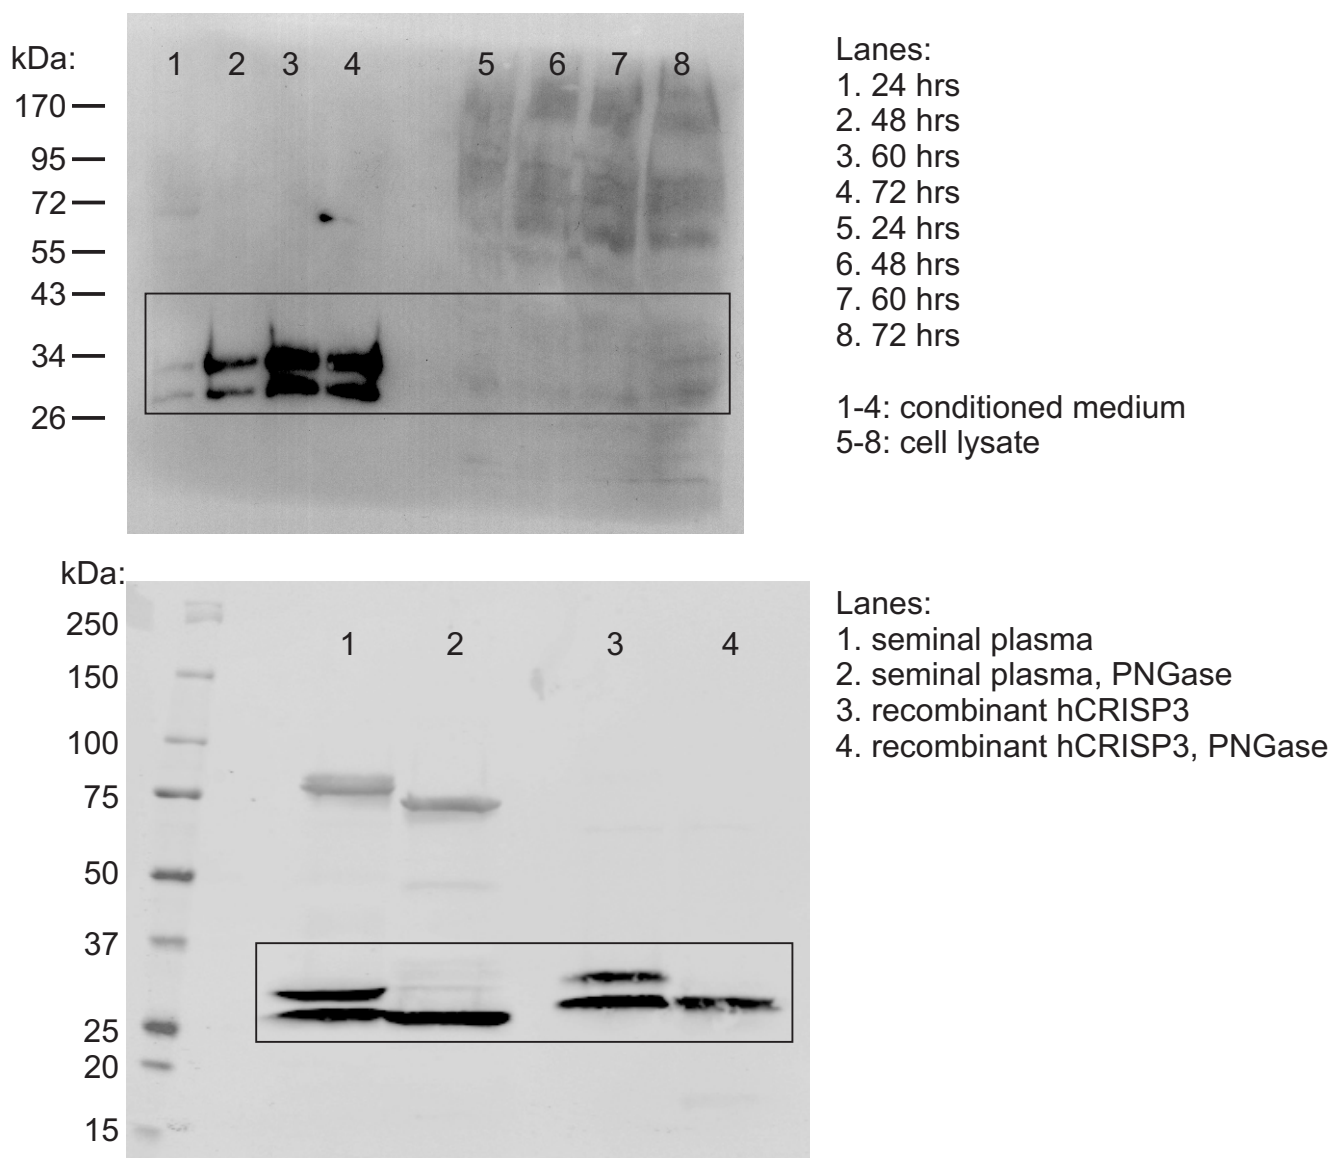 kDa:
1 2 3 4 5 6 7 8
170
95
72
55
43
34
26
Lanes:
1. 24 hrs
2. 48 hrs
3. 60 hrs
4. 72 hrs
5. 24 hrs
6. 48 hrs
7. 60 hrs
8. 72 hrs
1-4: conditioned medium
5-8: cell lysate
kDa:
1 2 3 4
250
150
100
75
50
37
25
20
15
Lanes:
1. seminal plasma
2. seminal plasma, PNGase
3. recombinant hCRISP3
4. recombinant hCRISP3, PNGase